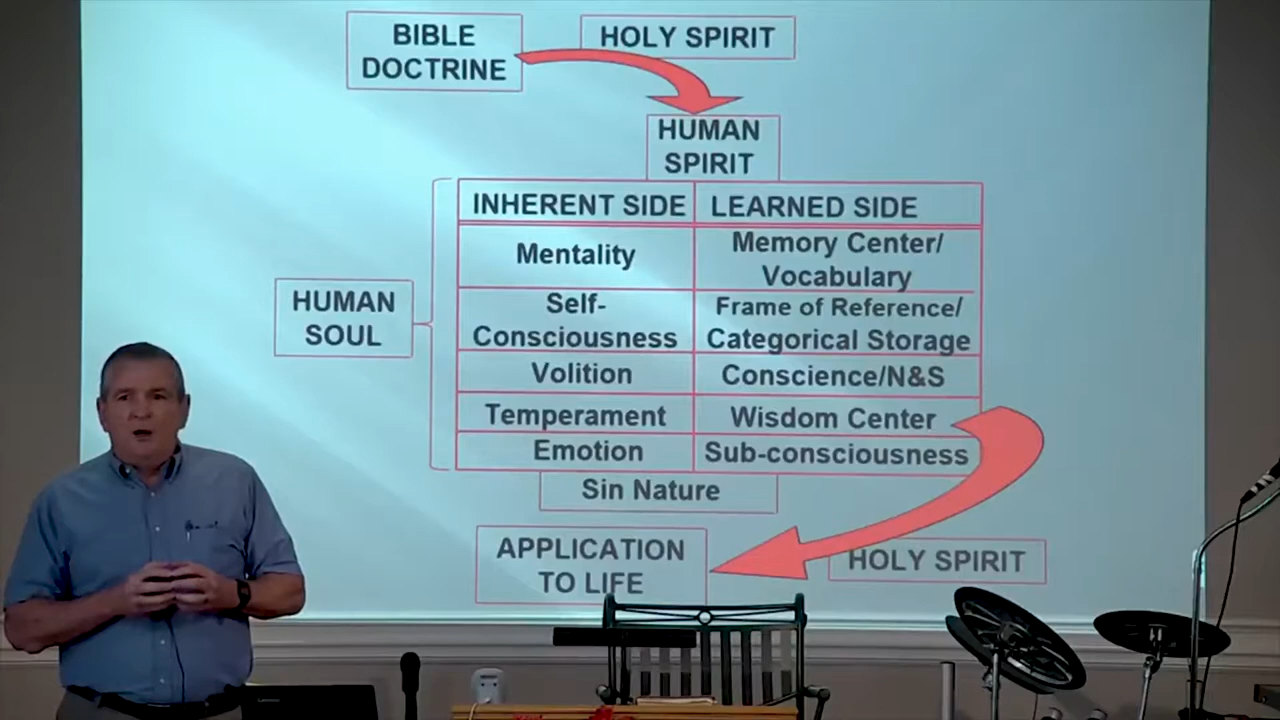 BIBLE
DOCTRINE
HOLY SPIRIT
HUMAN
SPIRIT
INHERENT SIDE
LEARNED SIDE
Mentality
Memory Center/
Vocabulary
HUMAN
SOUL
Self-
Consciousness
Frame of Reference/
Categorical Storage
Volition
Conscience/N&S
Temperament
Wisdom Center
Emotion
Sub-consciousness
Sin Nature
APPLICATION
TO LIFE
HOLY SPIRIT
Lenovo